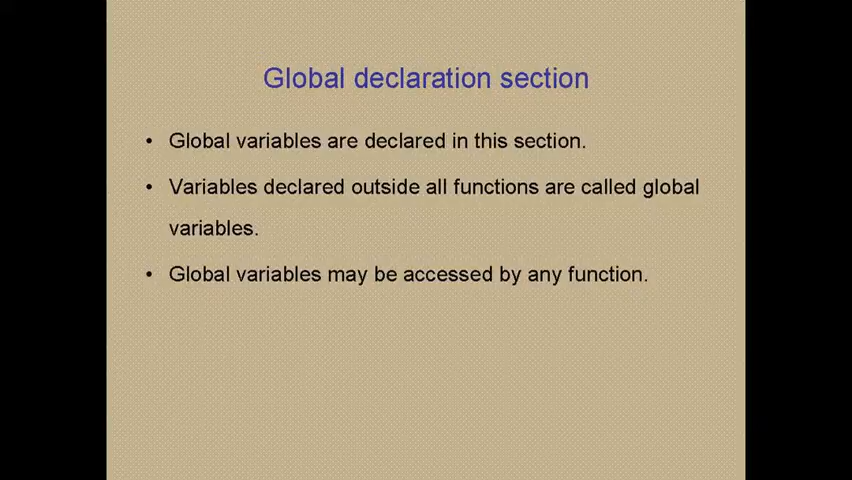 Global declaration section
• Global variables are declared in this section.
• Variables declared outside all functions are called global
variables.
• Global variables may be accessed by any function.